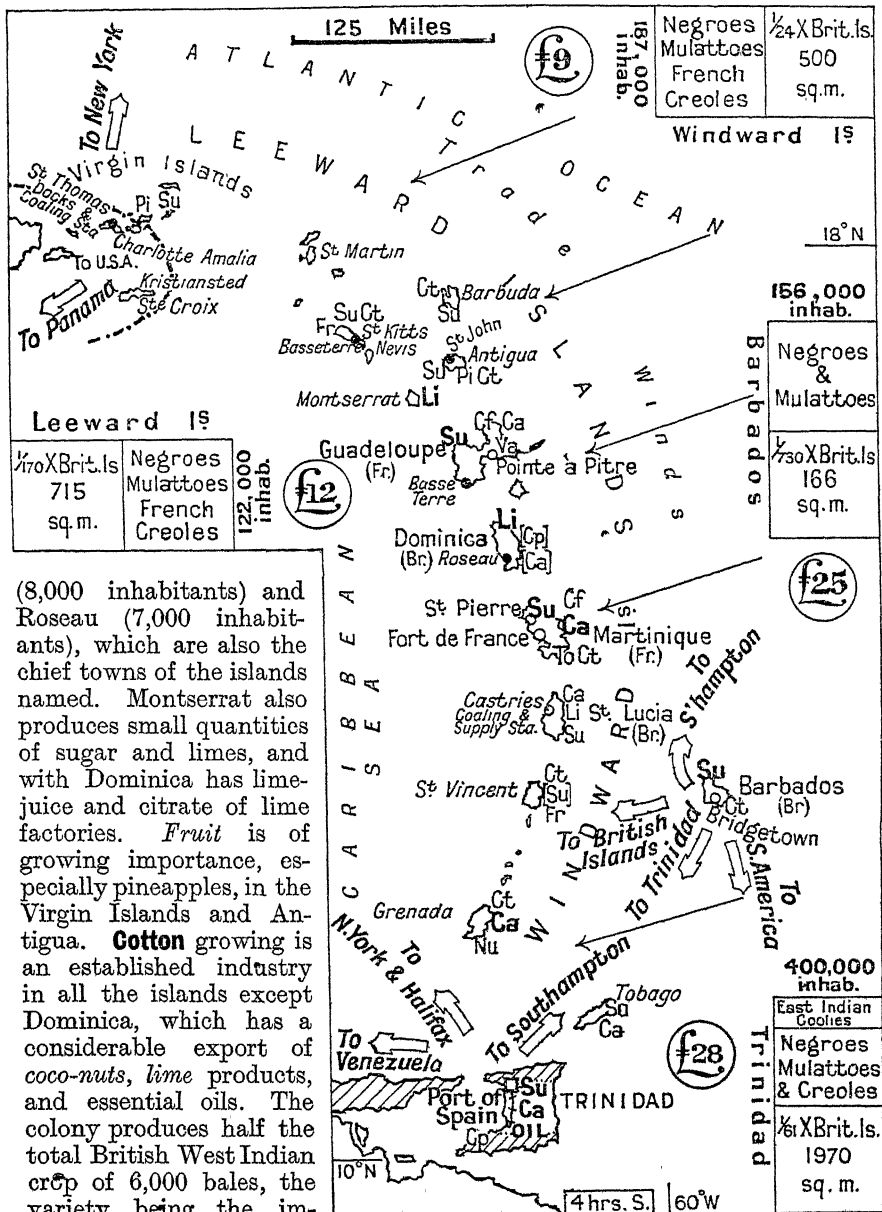 125 Miles
£9
187,000
inhab.
Negroes
Mulattoes
French
Creoles
1/24 X Brit. Is.
500
sq. m.
Windward Is
ATLANTIC OCEAN
LEEWARD ISLANDS
Trade Winds
To New York
Virgin Islands
St Thomas
Docks &
Coaling Sta
Pi Su
Charlotte Amalia
To U.S.A.
Kristiansted
Ste Croix
To Panama
St Martin
18°N
Ct Barbuda
Sd
Su Ct
Fr St Kitts
Basseterre Nevis
St John
Antigua
Su Pi Ct
Montserrat Li
156,000
inhab.
Barbados
Negroes
&
Mulattoes
1/730 X Brit. Is
166
sq. m.
Leeward Is
1/170 X Brit. Is
715
sq. m.
Negroes
Mulattoes
French
Creoles
122,000
inhab.
£12
Su Cf Ca
Va
Guadeloupe
(Fr.)
Pointe à Pitre
Basse
Terre
Li
Dominica [Cp]
(Br.) Roseau [Ca]
£25
St Pierre Su Cf
Ca
Fort de France Martinique
(Fr.)
To Ct
CARIBBEAN
SEA
WINDWARD Is
Castries Ca
Coaling & Li St. Lucia
Supply Sta. Su (Br.)
To
S'hampton
St Vincent Ct
[Su]
Fr
Su
Barbados
(Br)
Ct
Bridgetown
To British
Islands
To Trinidad
To
S. America
Grenada Ct
Ca
Nu
To
N. York & Halifax
To Southampton
Tobago
Su
Ca
To
Venezuela
400,000
inhab.
Trinidad
East Indian
Coolies
Negroes
Mulattoes
& Creoles
1/61 X Brit. Is.
1970
sq. m.
£28
Port of
Spain
Su
Ca
OIL
Cp
TRINIDAD
10°N
4 hrs. S.
60°W
(8,000 inhabitants) and
Roseau (7,000 inhabit-
ants), which are also the
chief towns of the islands
named. Montserrat also
produces small quantities
of sugar and limes, and
with Dominica has lime-
juice and citrate of lime
factories. Fruit is of
growing importance, es-
pecially pineapples, in the
Virgin Islands and An-
tigua. Cotton growing is
an established industry
in all the islands except
Dominica, which has a
considerable export of
coco-nuts, lime products,
and essential oils. The
colony produces half the
total British West Indian
crop of 6,000 bales, the
variety being the im-